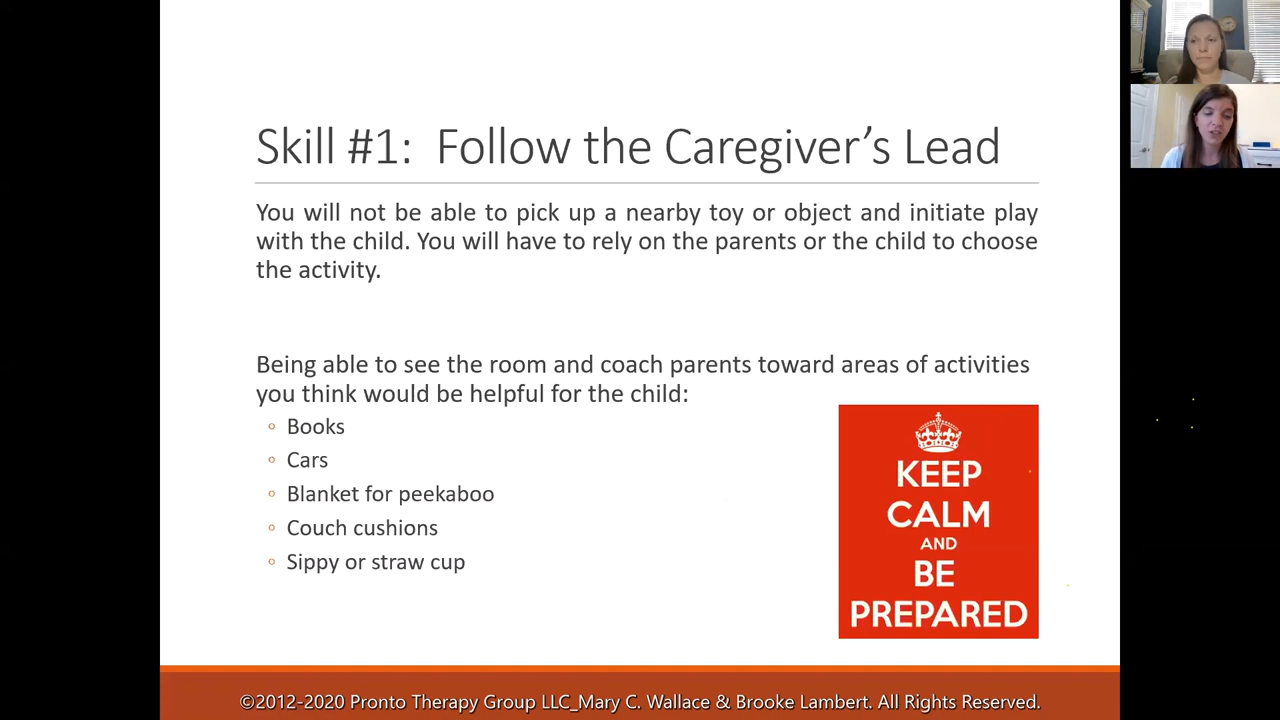 Skill #1: Follow the Caregiver’s Lead
You will not be able to pick up a nearby toy or object and initiate play
with the child. You will have to rely on the parents or the child to choose
the activity.
Being able to see the room and coach parents toward areas of activities
you think would be helpful for the child:
◦ Books
◦ Cars
◦ Blanket for peekaboo
◦ Couch cushions
◦ Sippy or straw cup
KEEP
CALM
AND
BE
PREPARED
©2012-2020 Pronto Therapy Group LLC_Mary C. Wallace & Brooke Lambert. All Rights Reserved.